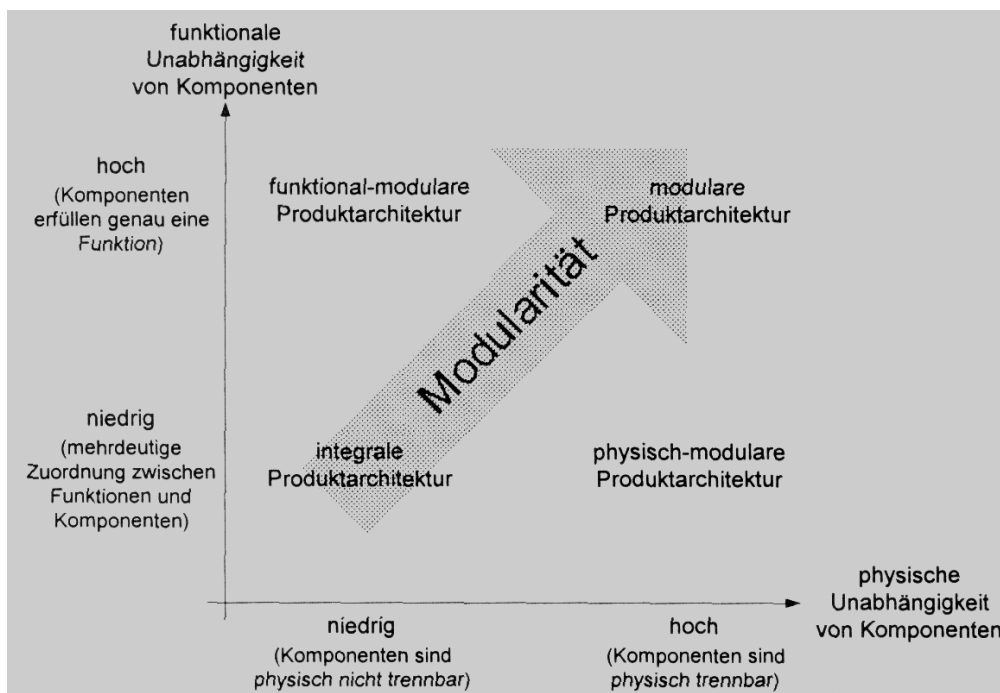 funktionale
Unabhängigkeit
von Komponenten
hoch
(Komponenten
erfüllen genau eine
Funktion)
funktional-modulare
Produktarchitektur
modulare
Produktarchitektur
Modularität
niedrig
(mehrdeutige
Zuordnung zwischen
Funktionen und
Komponenten)
integrale
Produktarchitektur
physisch-modulare
Produktarchitektur
physische
Unabhängigkeit
von Komponenten
niedrig
(Komponenten sind
physisch nicht trennbar)
hoch
(Komponenten sind
physisch trennbar)